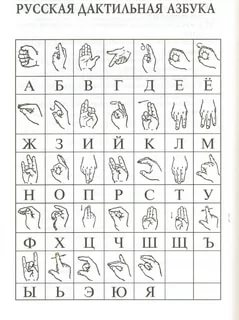 РУССКАЯ ДАКТИЛЬНАЯ АЗБУКА
А Б В Г Д Е Ё
Ж З И Й К Л М
Н О П Р С Т У
Ф Х Ц Ч Ш Щ Ъ
Ы Ь Э Ю Я